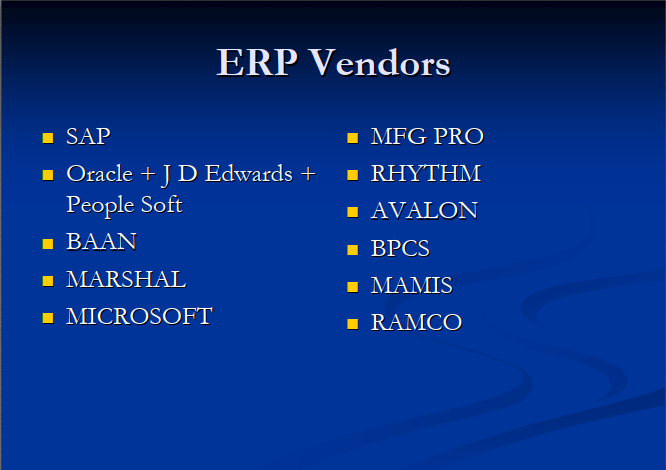 ERP Vendors
SAP
Oracle + J D Edwards +
People Soft
BAAN
MARSHAL
MICROSOFT
MFG PRO
RHYTHM
AVALON
BPCS
MAMIS
RAMCO